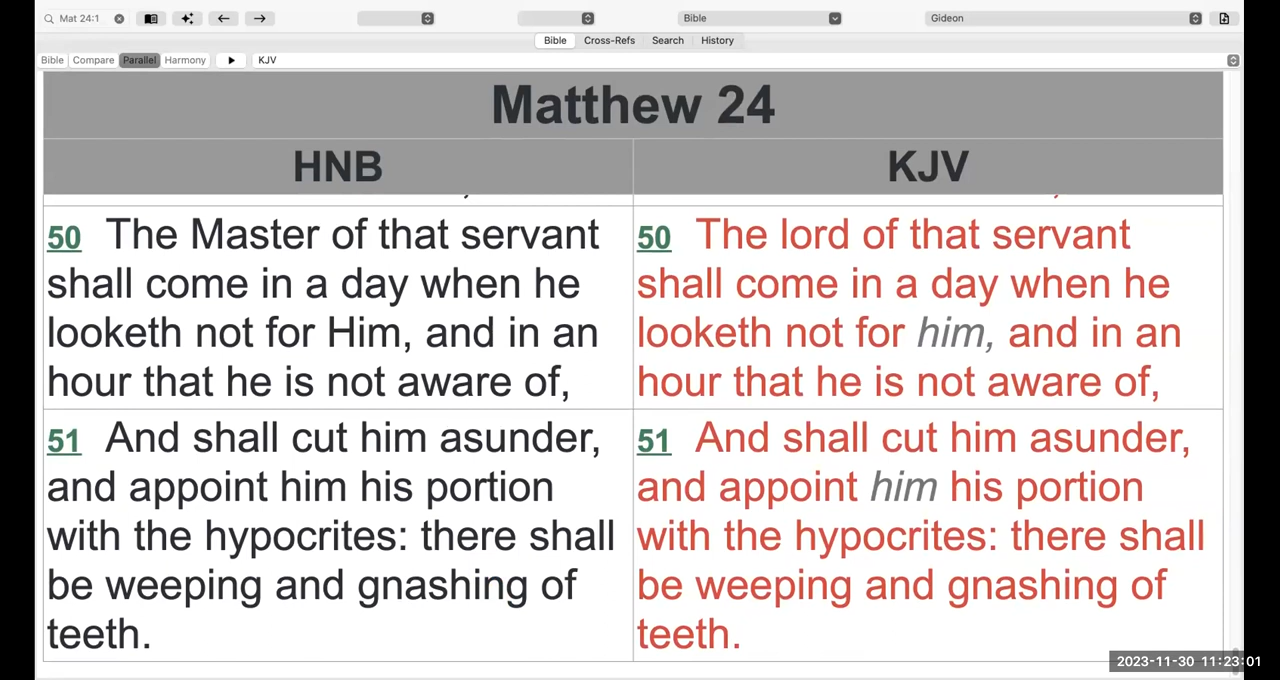 Mat 24:1 Bible Gideon
Bible Cross-Refs Search History
Bible Compare Parallel Harmony KJV
Matthew 24
HNB KJV
50 The Master of that servant
shall come in a day when he
looketh not for Him, and in an
hour that he is not aware of,
50 The lord of that servant
shall come in a day when he
looketh not for him, and in an
hour that he is not aware of,
51 And shall cut him asunder,
and appoint him his portion
with the hypocrites: there shall
be weeping and gnashing of
teeth.
51 And shall cut him asunder,
and appoint him his portion
with the hypocrites: there shall
be weeping and gnashing of
teeth.
2023-11-30 11:23:01